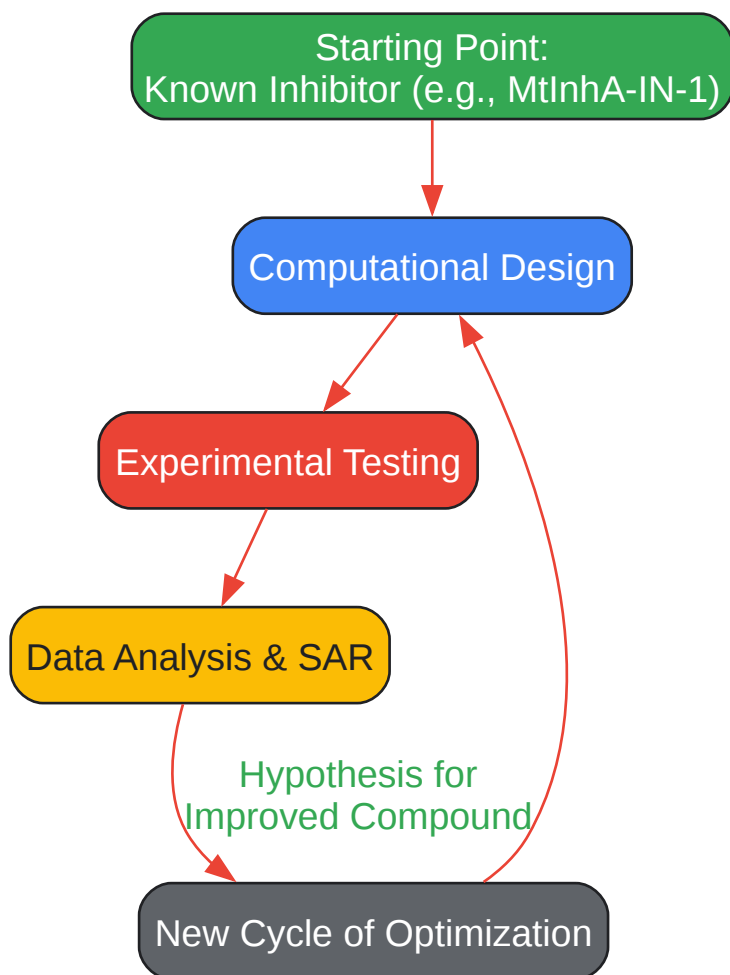 Starting Point:
Known Inhibitor (e.g., MtInhA-IN-1)
Computational Design
Experimental Testing
Data Analysis & SAR
Hypothesis for
Improved Compound
New Cycle of Optimization